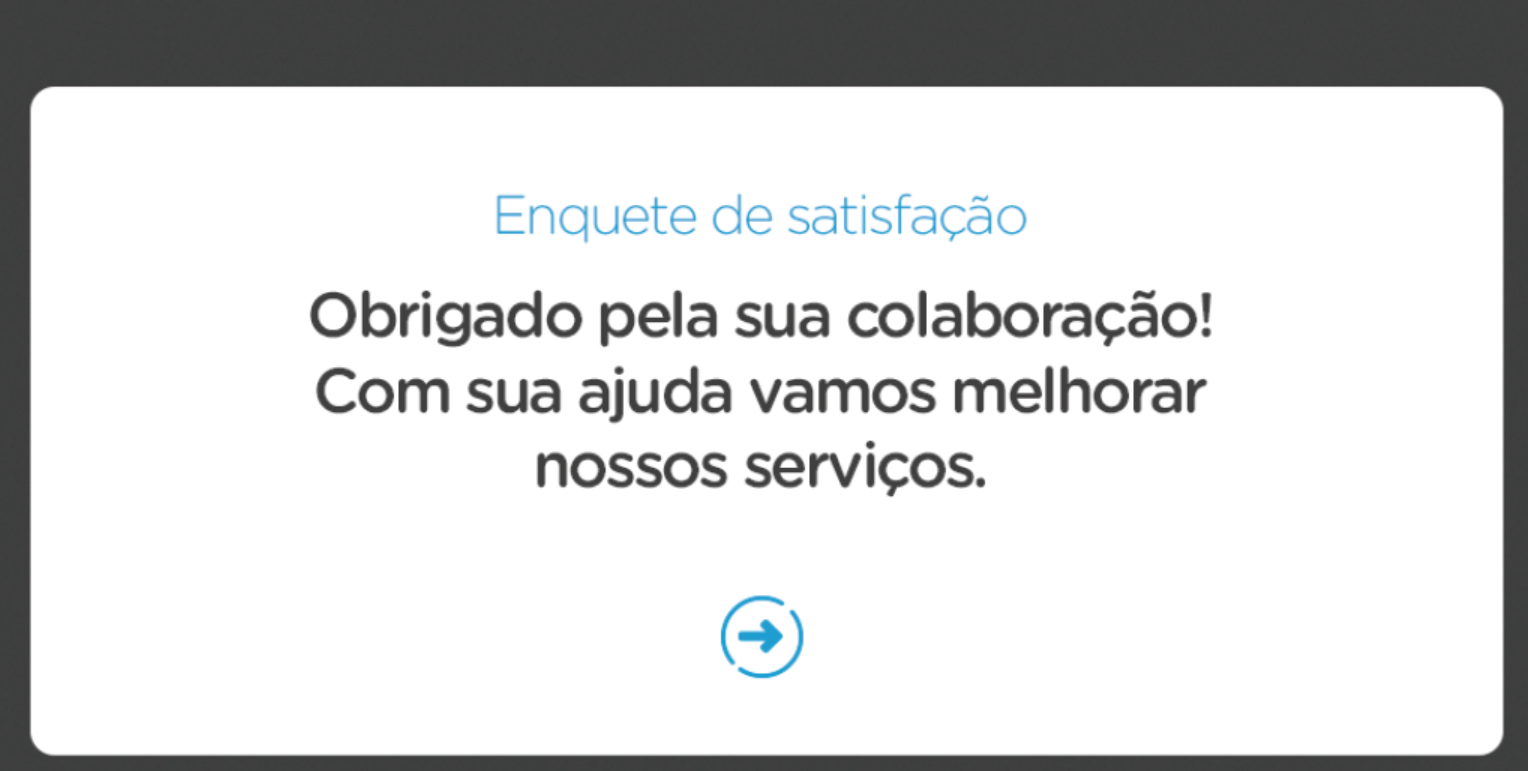 Enquete de satisfação
Obrigado pela sua colaboração!
Com sua ajuda vamos melhorar
nossos serviços.